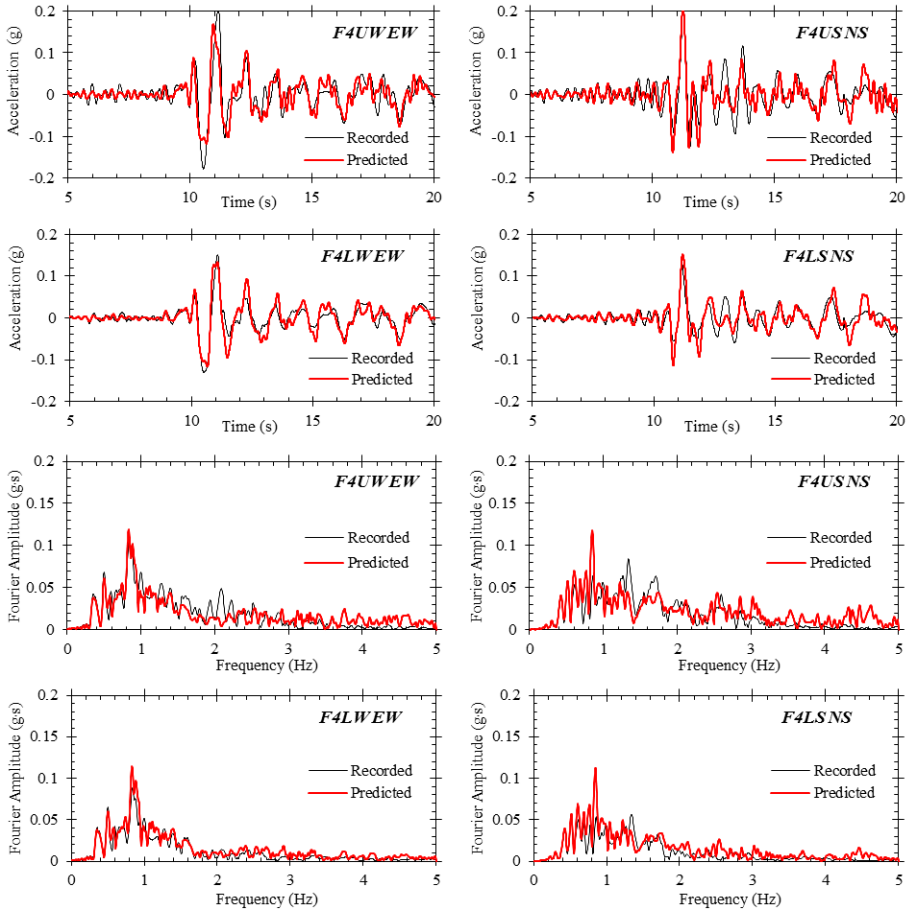 0.2
0.1
0
-0.1
-0.2
Acceleration (g)
F4UWEW
Recorded
Predicted
5
10
15
20
Time (s)
0.2
0.1
0
-0.1
-0.2
Acceleration (g)
F4USNS
Recorded
Predicted
5
10
15
20
Time (s)
0.2
0.1
0
-0.1
-0.2
Acceleration (g)
F4LWEW
Recorded
Predicted
5
10
15
20
Time (s)
0.2
0.1
0
-0.1
-0.2
Acceleration (g)
F4LSNS
Recorded
Predicted
5
10
15
20
Time (s)
0.2
0.15
0.1
0.05
0
Fourier Amplitude (g·s)
F4UWEW
Recorded
Predicted
0
1
2
3
4
5
Frequency (Hz)
0.2
0.15
0.1
0.05
0
Fourier Amplitude (g·s)
F4USNS
Recorded
Predicted
0
1
2
3
4
5
Frequency (Hz)
0.2
0.15
0.1
0.05
0
Fourier Amplitude (g·s)
F4LWEW
Recorded
Predicted
0
1
2
3
4
5
Frequency (Hz)
0.2
0.15
0.1
0.05
0
Fourier Amplitude (g·s)
F4LSNS
Recorded
Predicted
0
1
2
3
4
5
Frequency (Hz)